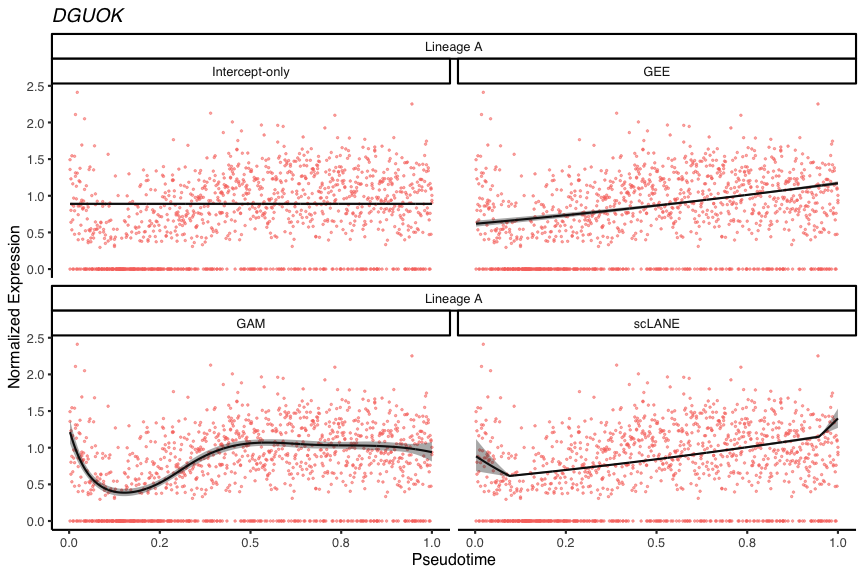 DGUOK
Lineage A
Intercept-only GEE
2.5
2.0
1.5
1.0
0.5
0.0
Lineage A
GAM scLANE
2.5
2.0
1.5
1.0
0.5
0.0
0.0 0.2 0.5 0.8 1.0 0.0 0.2 0.5 0.8 1.0
Normalized Expression
Pseudotime